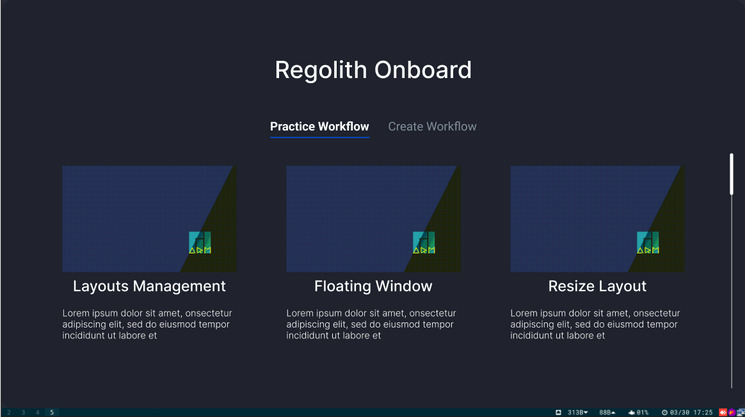 Regolith Onboard
Practice Workflow Create Workflow
Layouts Management
Lorem ipsum dolor sit amet, onsectetur
adipiscing elit, sed do eiusmod tempor
incididunt ut labore et
Floating Window
Lorem ipsum dolor sit amet, onsectetur
adipiscing elit, sed do eiusmod tempor
incididunt ut labore et
Resize Layout
Lorem ipsum dolor sit amet, onsectetur
adipiscing elit, sed do eiusmod tempor
incididunt ut labore et
2 3 4 5 313B▾ 88B▴ 01% 03/30 17:25